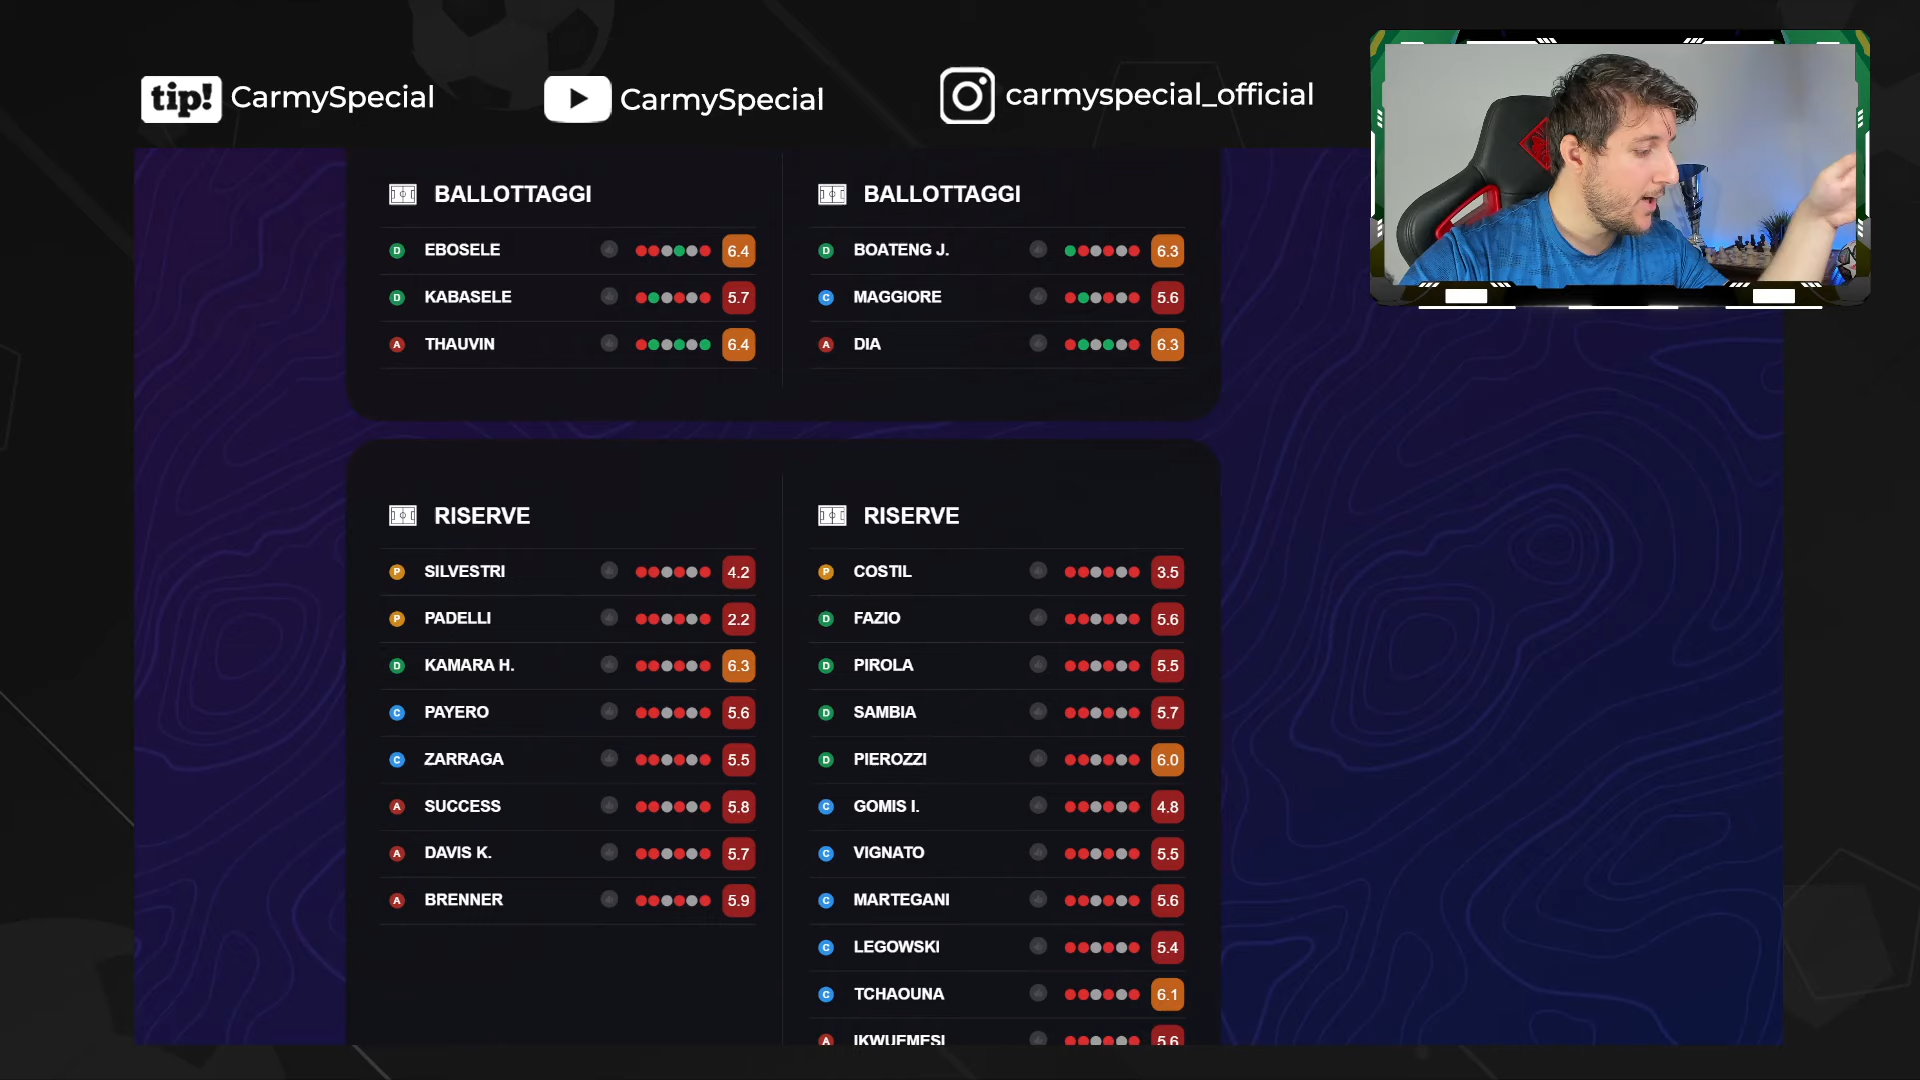 tip! CarmySpecial
CarmySpecial
carmyspecial_official
BALLOTTAGGI
D EBOSELE 6.4
D KABASELE 5.7
A THAUVIN 6.4
BALLOTTAGGI
D BOATENG J. 6.3
C MAGGIORE 5.6
A DIA 6.3
RISERVE
P SILVESTRI 4.2
P PADELLI 2.2
D KAMARA H. 6.3
C PAYERO 5.6
C ZARRAGA 5.5
A SUCCESS 5.8
A DAVIS K. 5.7
A BRENNER 5.9
RISERVE
P COSTIL 3.5
D FAZIO 5.6
D PIROLA 5.5
D SAMBIA 5.7
D PIEROZZI 6.0
C GOMIS I. 4.8
C VIGNATO 5.5
C MARTEGANI 5.6
C LEGOWSKI 5.4
C TCHAOUNA 6.1
A IKWUEMESI 5.6